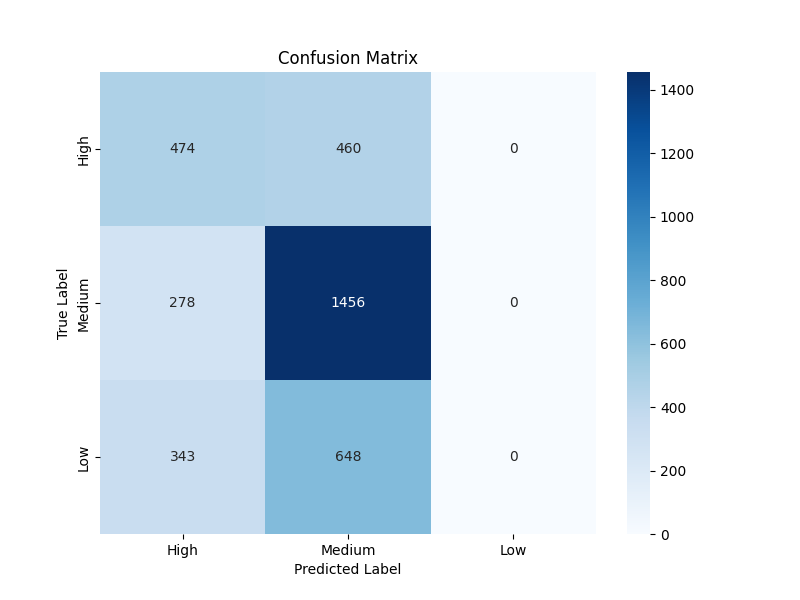 Confusion Matrix
High
474
460
0
True Label
Medium
278
1456
0
Low
343
648
0
High
Medium
Low
Predicted Label
1400
1200
1000
800
600
400
200
0